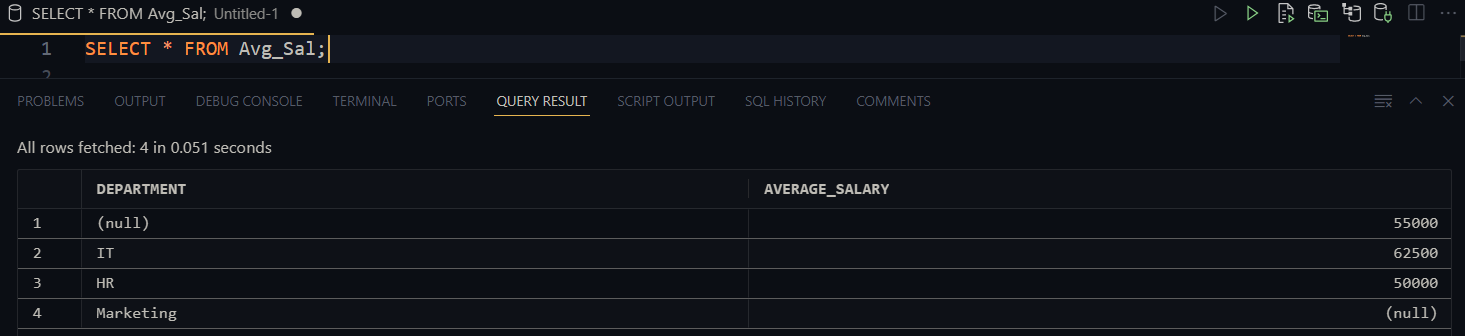 SELECT * FROM Avg_Sal; Untitled-1
1 SELECT * FROM Avg_Sal;
2
PROBLEMS OUTPUT DEBUG CONSOLE TERMINAL PORTS QUERY RESULT SCRIPT OUTPUT SQL HISTORY COMMENTS
All rows fetched: 4 in 0.051 seconds
DEPARTMENT AVERAGE_SALARY
1 (null) 55000
2 IT 62500
3 HR 50000
4 Marketing (null)